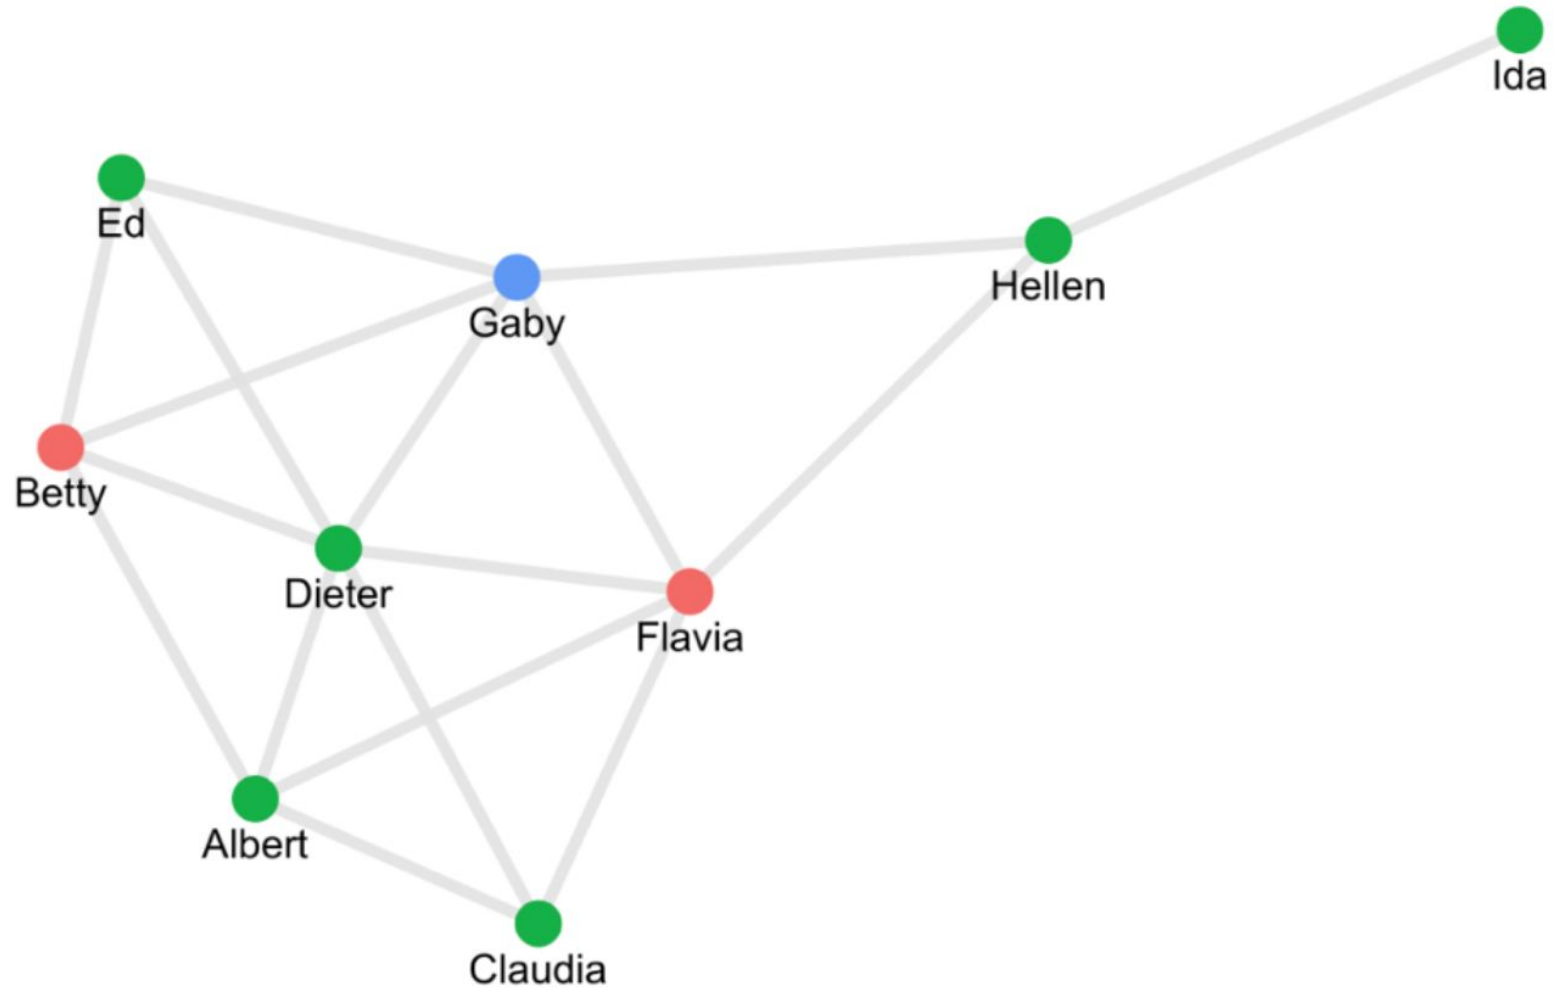 Ida
Ed
Hellen
Gaby
Betty
Dieter
Flavia
Albert
Claudia